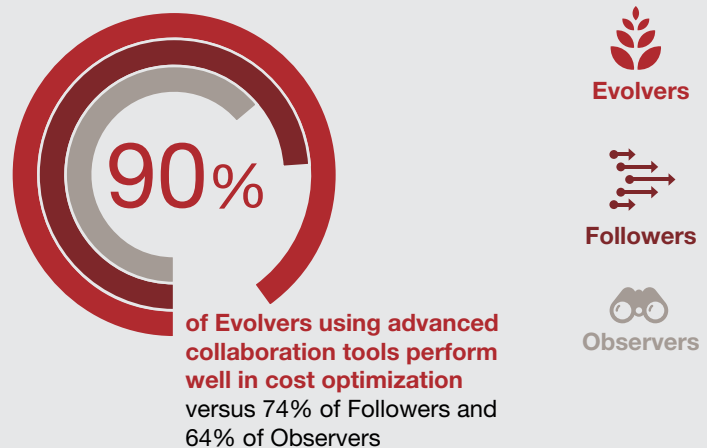 90%
of Evolvers using advanced
collaboration tools perform
well in cost optimization
versus 74% of Followers and
64% of Observers
Evolvers
Followers
Observers